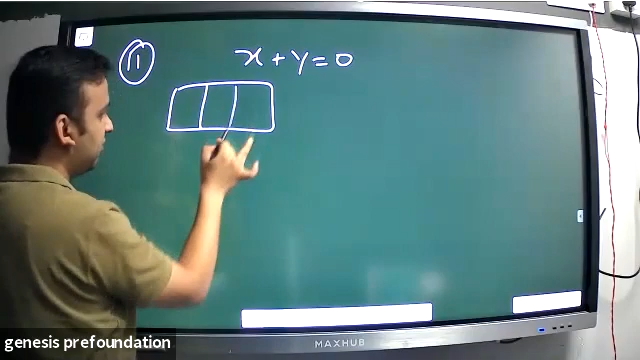 11 x + y = 0
MAXHUB
genesis prefoundation